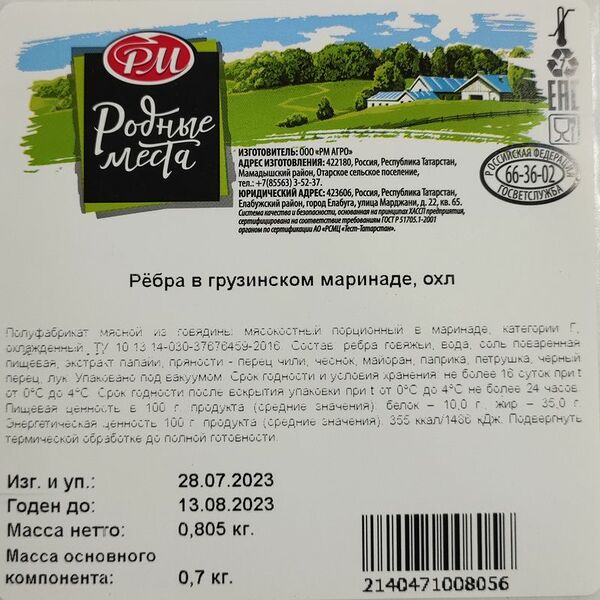 РМ
Родные
места
7
EAC
ИЗГОТОВИТЕЛЬ: ООО «РМ АГРО»
АДРЕС ИЗГОТОВЛЕНИЯ: 422180, Россия, Республика Татарстан,
Мамадышский район, Отарское сельское поселение,
тел.: +7(85563) 3-52-37.
ЮРИДИЧЕСКИЙ АДРЕС: 423606, Россия, Республика Татарстан,
Елабужский район, город Елабуга, улица Марджани, д. 22, кв. 65.
Система качества и безопасности, основанная на принципах ХАССП предприятия,
сертифицирована на соответствие требованиям ГОСТ Р 51705.1-2001
органом по сертификации АО «РСМЦ «Тест-Татарстан».
РОССИЙСКАЯ ФЕДЕРАЦИЯ
66-36-02
ГОСВЕТСЛУЖБА
Рёбра в грузинском маринаде, охл
Полуфабрикат мясной из говядины мясокостный порционный в маринаде, категории Г,
охлажденный. ТУ 10.13.14-030-37676459-2016. Состав: ребра говяжьи, вода, соль поваренная
пищевая, экстракт папайи, пряности - перец чили, чеснок, майоран, паприка, петрушка, черный
перец, лук. Упаковано под вакуумом. Срок годности и условия хранения: не более 16 суток при t
от 0°С до 4°С. Срок годности после вскрытия упаковки при t от 0°С до 4°С не более 24 часов.
Пищевая ценность в 100 г. продукта (средние значения): белок – 10,0 г., жир – 35,0 г.
Энергетическая ценность 100 г. продукта (средние значения): 355 ккал/1486 кДж. Подвергнуть
термической обработке до полной готовности.
Изг. и уп.: 28.07.2023
Годен до: 13.08.2023
Масса нетто: 0,805 кг.
Масса основного
компонента: 0,7 кг.
2140471008056